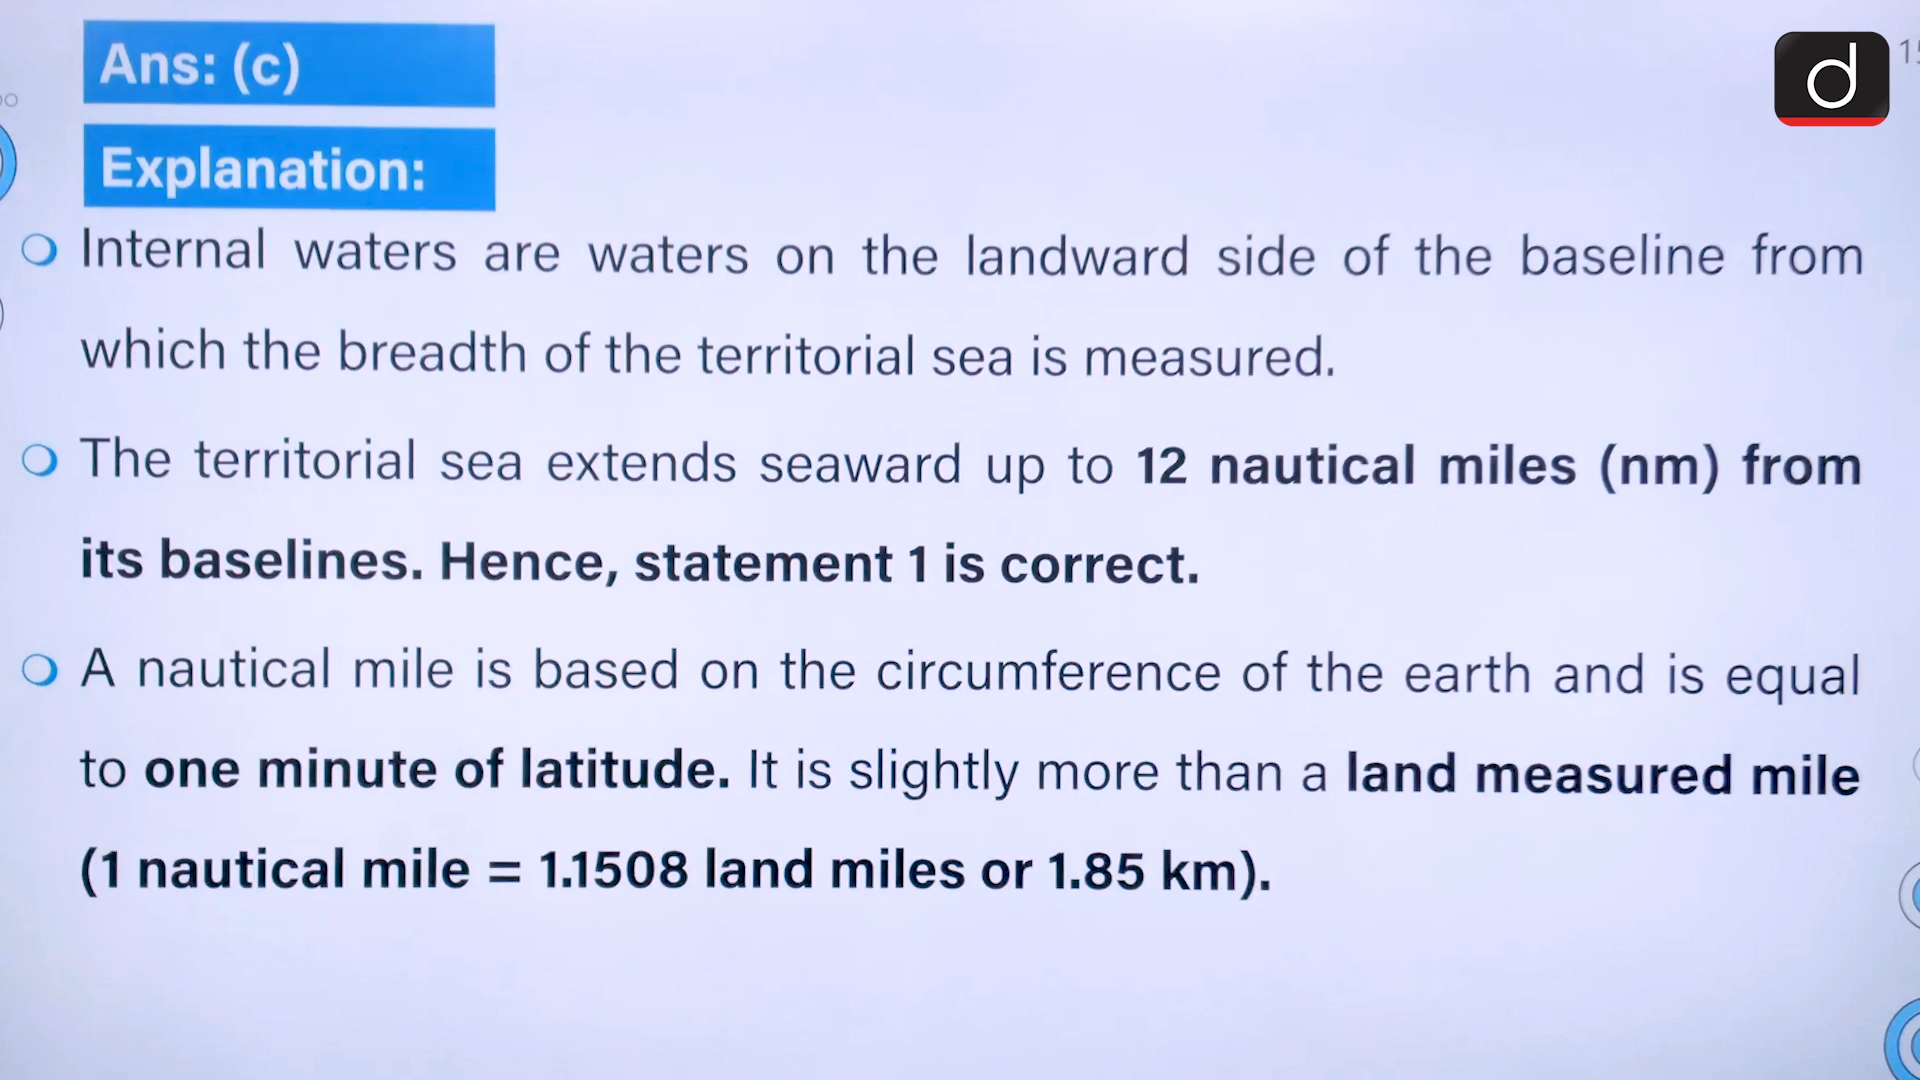 Ans: (c)
Explanation:
Internal waters are waters on the landward side of the baseline from
which the breadth of the territorial sea is measured.
The territorial sea extends seaward up to 12 nautical miles (nm) from
its baselines. Hence, statement 1 is correct.
A nautical mile is based on the circumference of the earth and is equal
to one minute of latitude. It is slightly more than a land measured mile
(1 nautical mile = 1.1508 land miles or 1.85 km).
d